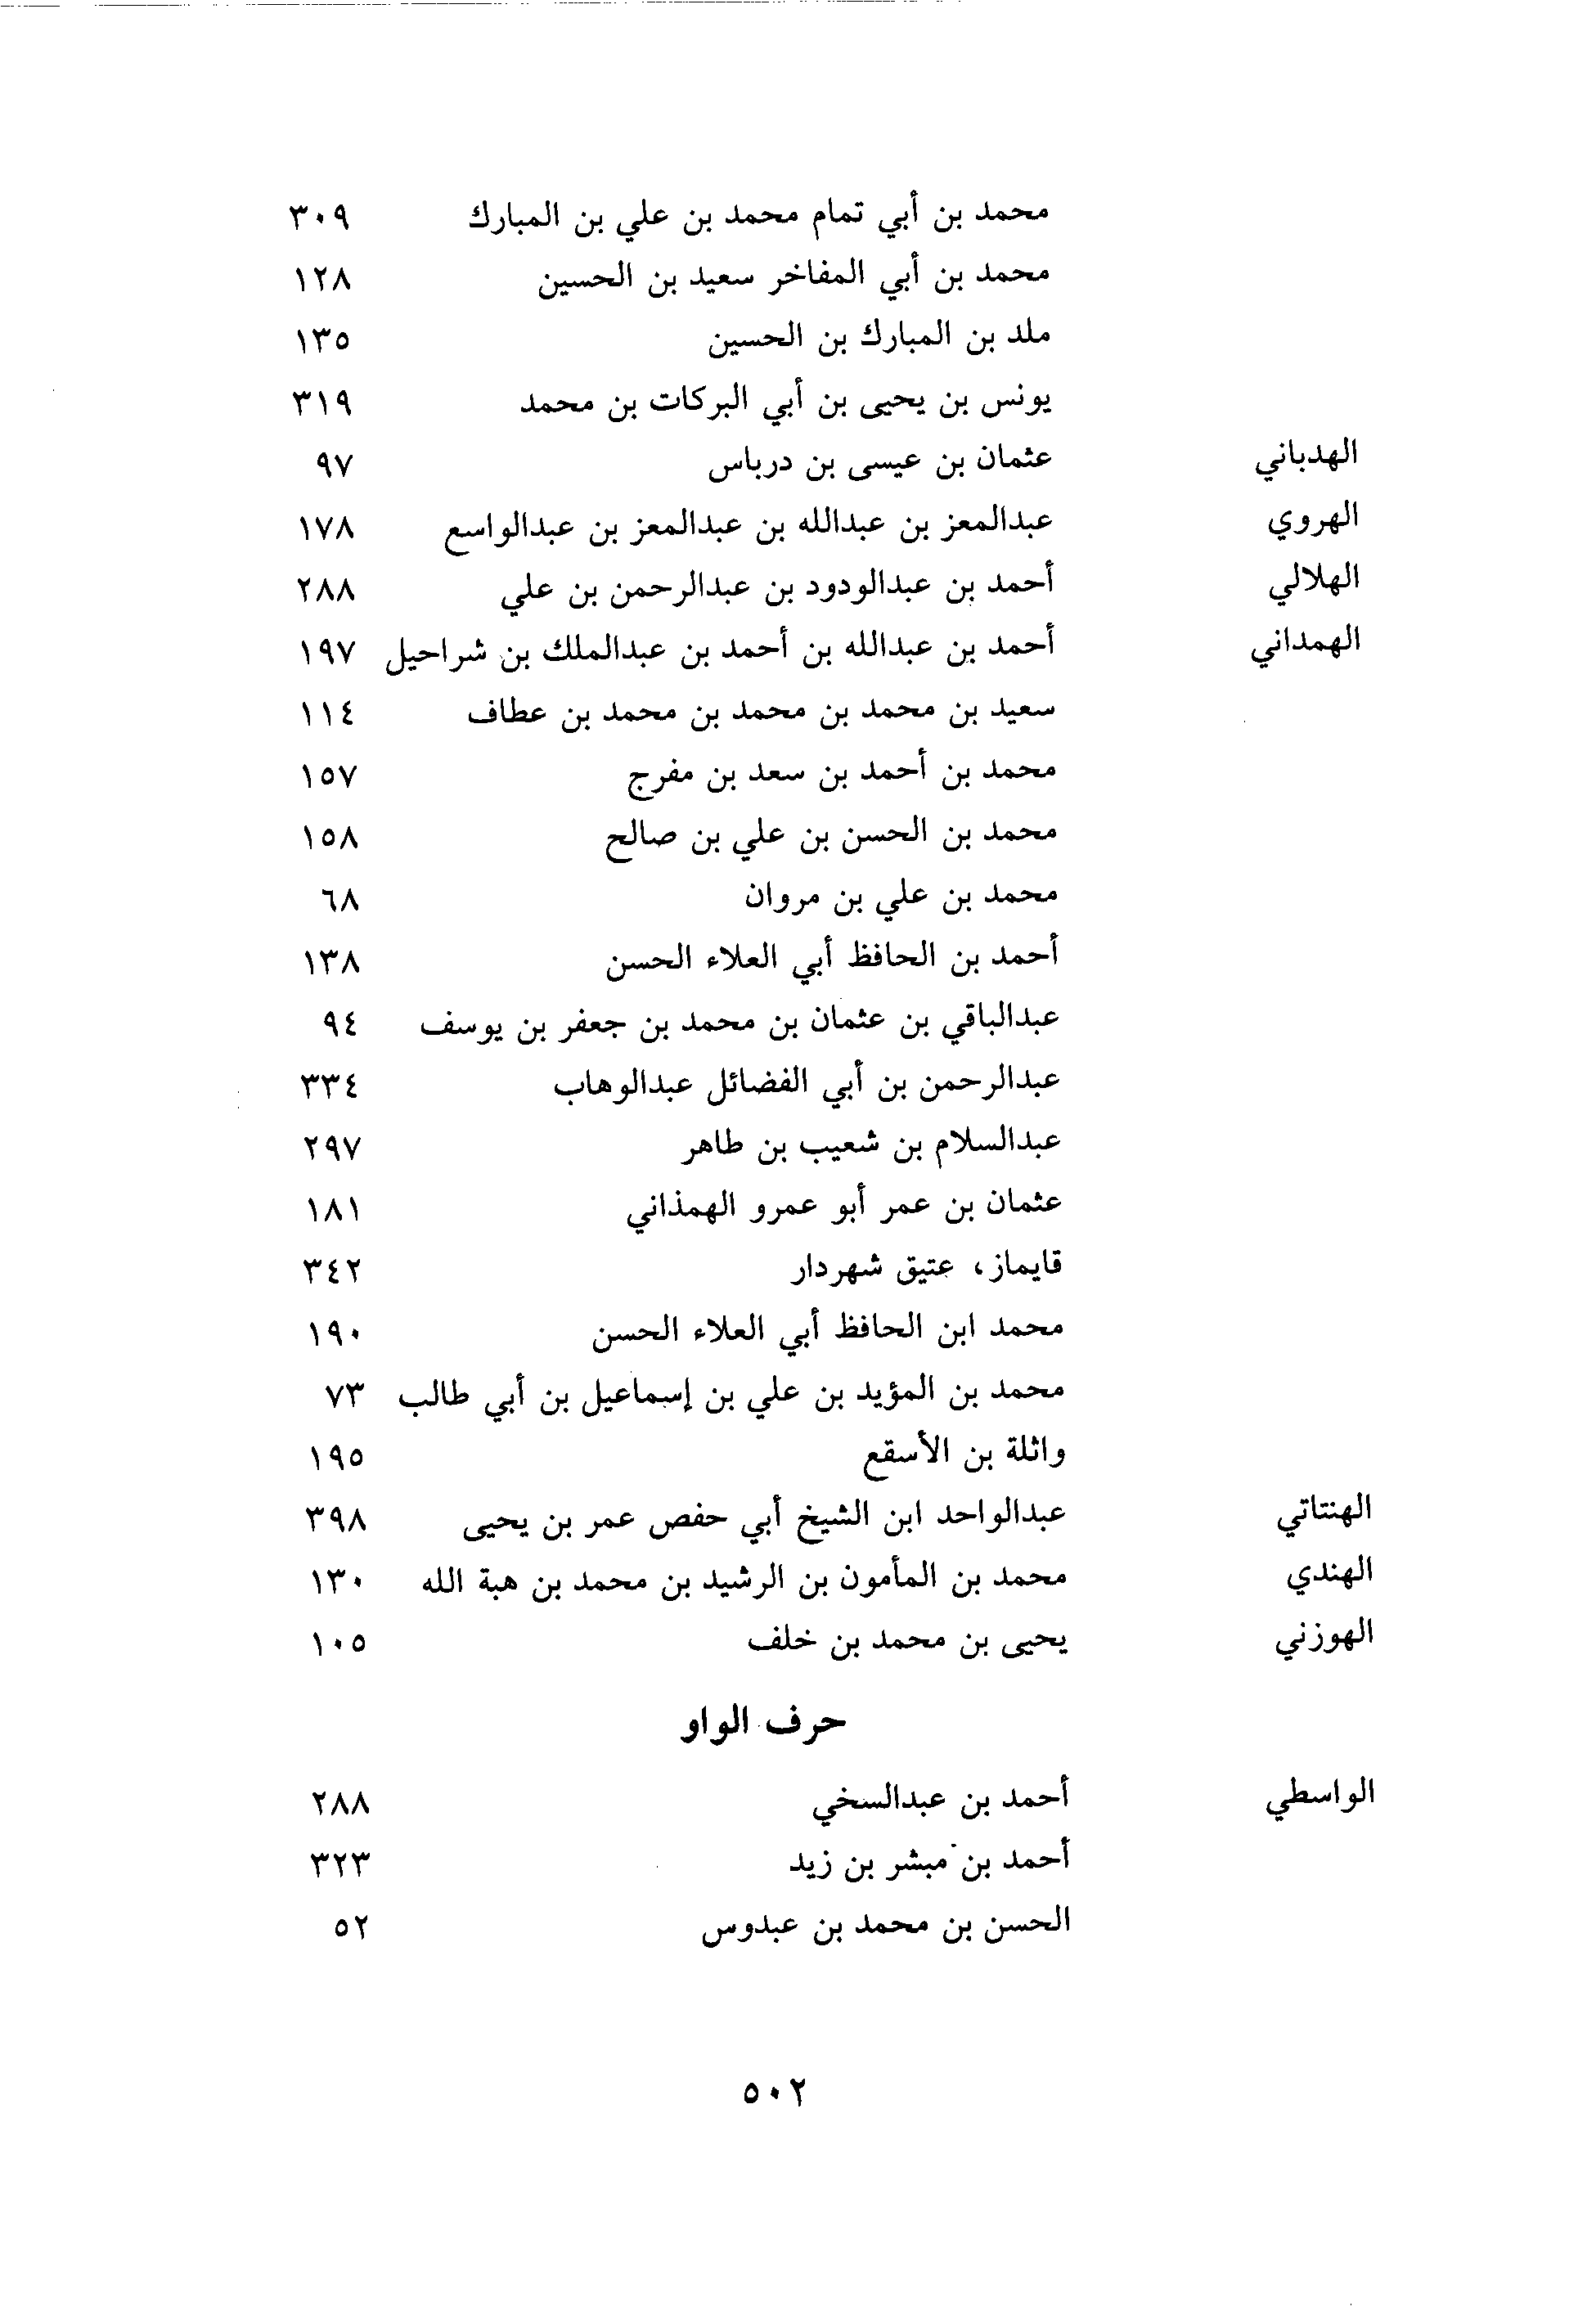 محمد بن أبي تمام محمد بن علي بن المبارك ٣٠٩
محمد بن أبي المفاخر سعيد بن الحسين ١٢٨
ملد بن المبارك بن الحسين ١٣٥
يونس بن يحيى بن أبي البركات بن محمد ٣١٩
الهدباني عثمان بن عيسى بن درباس ٩٧
الهروي عبدالمعز بن عبدالله بن عبدالمعز بن عبدالواسع ١٧٨
الهلالي أحمد بن عبدالودود بن عبدالرحمن بن علي ٢٨٨
الهمداني أحمد بن عبدالله بن أحمد بن عبدالملك بن شراحيل ١٩٧
سعيد بن محمد بن محمد بن محمد بن عطاف ١١٤
محمد بن أحمد بن سعد بن مفرج ١٥٧
محمد بن الحسن بن علي بن صالح ١٥٨
محمد بن علي بن مروان ٦٨
أحمد بن الحافظ أبي العلاء الحسن ١٣٨
عبدالباقي بن عثمان بن محمد بن جعفر بن يوسف ٩٤
عبدالرحمن بن أبي الفضائل عبدالوهاب ٣٣٤
عبدالسلام بن شعيب بن طاهر ٢٩٧
عثمان بن عمر أبو عمرو الهمذاني ١٨١
قايماز، عتيق شهردار ٣٤٢
محمد ابن الحافظ أبي العلاء الحسن ١٩٠
محمد بن المؤيد بن علي بن إسماعيل بن أبي طالب ٧٣
واثلة بن الأسقع ١٩٥
الهنتاتي عبدالواحد ابن الشيخ أبي حفص عمر بن يحيى ٣٩٨
الهندي محمد بن المأمون بن الرشيد بن محمد بن هبة الله ١٣٠
الهوزني يحيى بن محمد بن خلف ١٠٥
حرف الواو
الواسطي أحمد بن عبدالسخي ٢٨٨
أحمد بن مبشر بن زيد ٣٢٣
الحسن بن محمد بن عبدوس ٥٢
٥٠٢